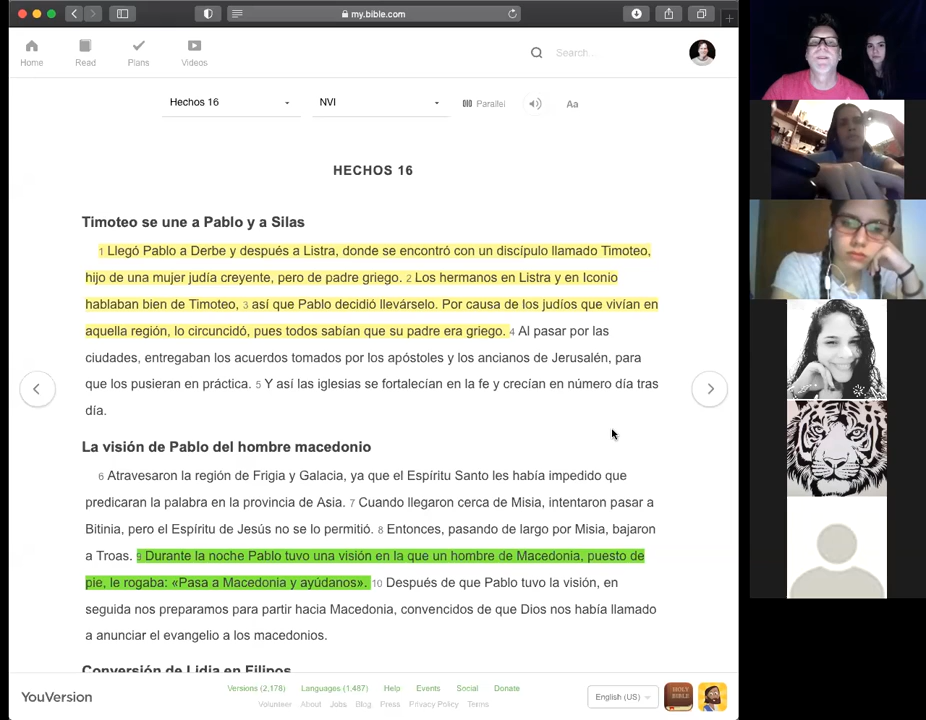 my.bible.com
Home
Read
Plans
Videos
Search...
Hechos 16
NVI
Parallel
Aa
HECHOS 16
Timoteo se une a Pablo y a Silas
1 Llegó Pablo a Derbe y después a Listra, donde se encontró con un discípulo llamado Timoteo,
hijo de una mujer judía creyente, pero de padre griego. 2 Los hermanos en Listra y en Iconio
hablaban bien de Timoteo, 3 así que Pablo decidió llevárselo. Por causa de los judíos que vivían en
aquella región, lo circuncidó, pues todos sabían que su padre era griego. 4 Al pasar por las
ciudades, entregaban los acuerdos tomados por los apóstoles y los ancianos de Jerusalén, para
que los pusieran en práctica. 5 Y así las iglesias se fortalecían en la fe y crecían en número día tras
día.
La visión de Pablo del hombre macedonio
6 Atravesaron la región de Frigia y Galacia, ya que el Espíritu Santo les había impedido que
predicaran la palabra en la provincia de Asia. 7 Cuando llegaron cerca de Misia, intentaron pasar a
Bitinia, pero el Espíritu de Jesús no se lo permitió. 8 Entonces, pasando de largo por Misia, bajaron
a Troas. 9 Durante la noche Pablo tuvo una visión en la que un hombre de Macedonia, puesto de
pie, le rogaba: «Pasa a Macedonia y ayúdanos». 10 Después de que Pablo tuvo la visión, en
seguida nos preparamos para partir hacia Macedonia, convencidos de que Dios nos había llamado
a anunciar el evangelio a los macedonios.
Conversión de Lidia en Filipos
YouVersion
Versions (2,178) Languages (1,487) Help Events Social Donate
Volunteer About Jobs Blog Press Privacy Policy Terms
English (US)
HOLY BIBLE